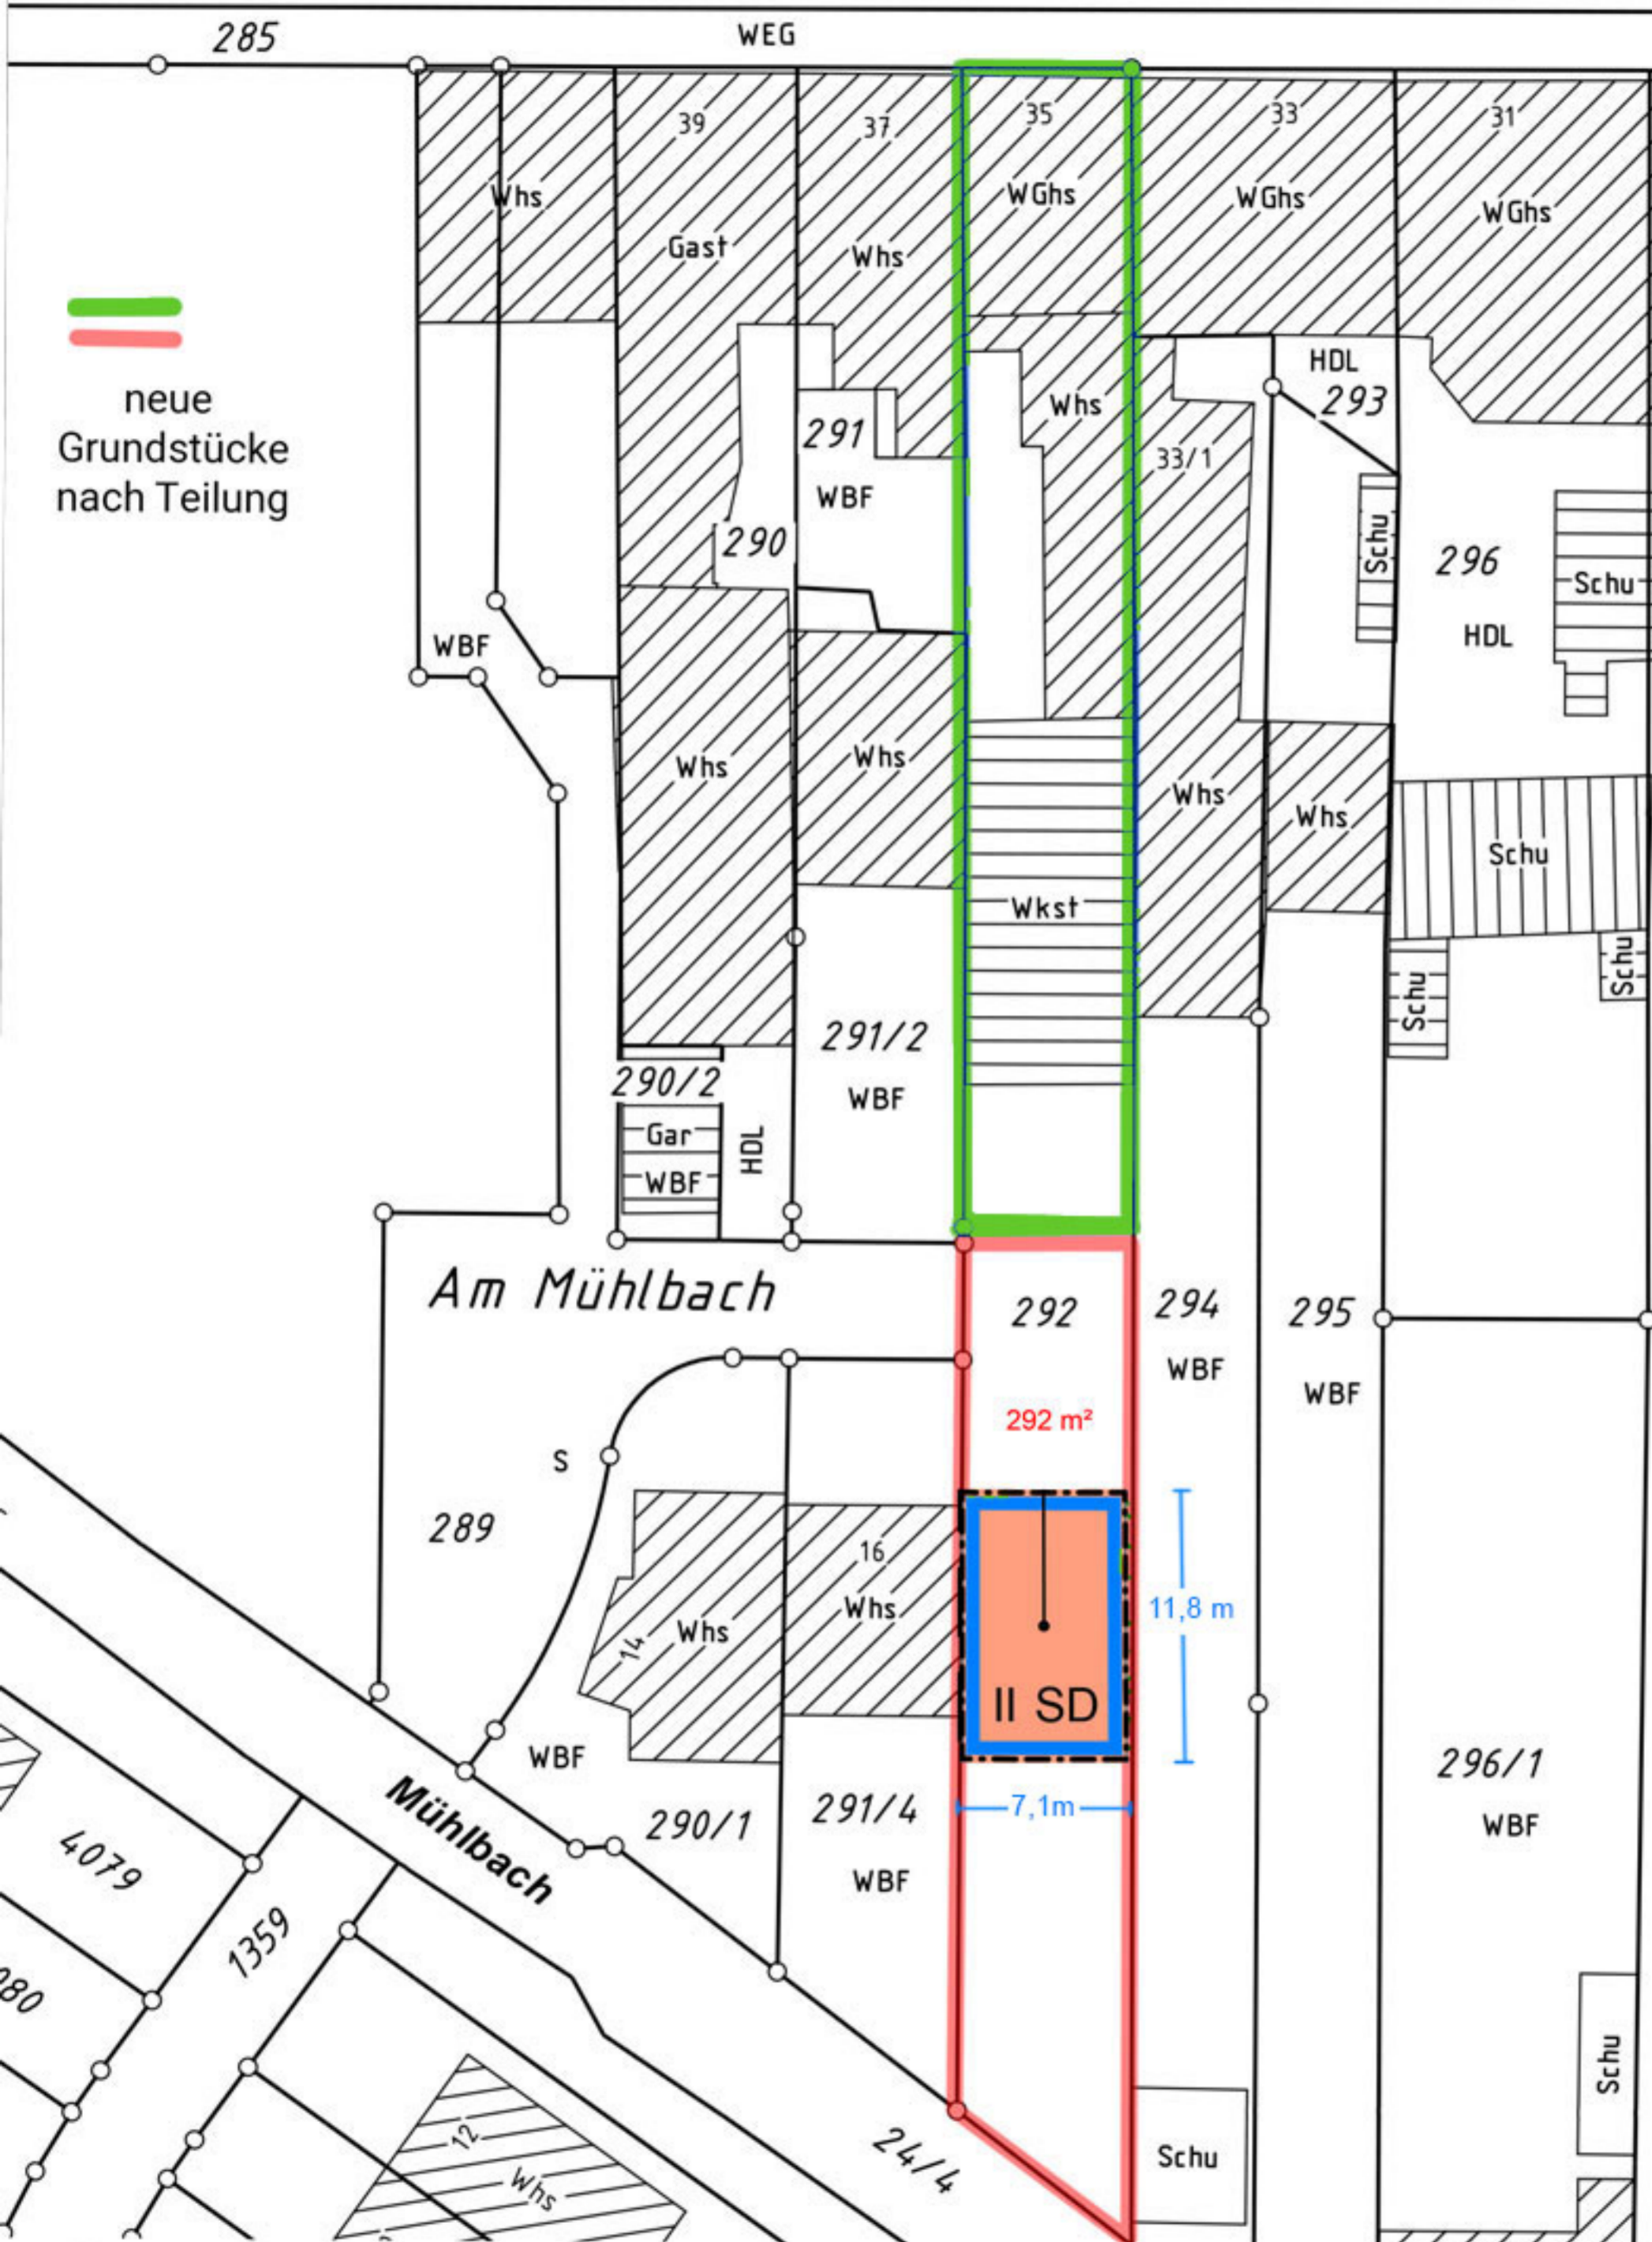 285
WEG
39
37
35
33
31
Whs
Gast
Whs
WGhs
WGhs
WGhs
neue
Grundstücke
nach Teilung
HDL
293
Whs
291
33/1
WBF
290
Schu
296
Schu
HDL
WBF
Whs
Whs
Whs
Whs
Schu
Wkst
Schu
Schu
291/2
WBF
290/2
Gar
WBF
HDL
Am Mühlbach
292
294
295
WBF
WBF
292 m²
S
289
16
Whs
14
Whs
11,8 m
II SD
WBF
7,1m
291/4
290/1
WBF
296/1
WBF
Mühlbach
4079
1359
12
Whs
24/4
Schu
Schu